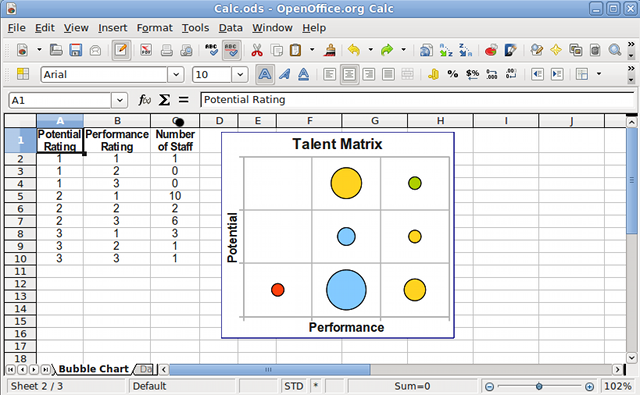 Calc.ods - OpenOffice.org Calc
File Edit View Insert Format Tools Data Window Help
ABC ABC
Arial 10 A A A % $%
A1 f(x) Σ = Potential Rating
A B C D E F G H I J
1 Potential Rating Performance Rating Number of Staff
2 1 1 1
3 1 2 0
4 1 3 0
5 2 1 10
6 2 2 2
7 2 3 6
8 3 1 3
9 3 2 1
10 3 3 1
11
12
13
14
15
16
17
18
Talent Matrix
Potential
Performance
Bubble Chart Da
Sheet 2 / 3 Default STD * Sum=0 102%